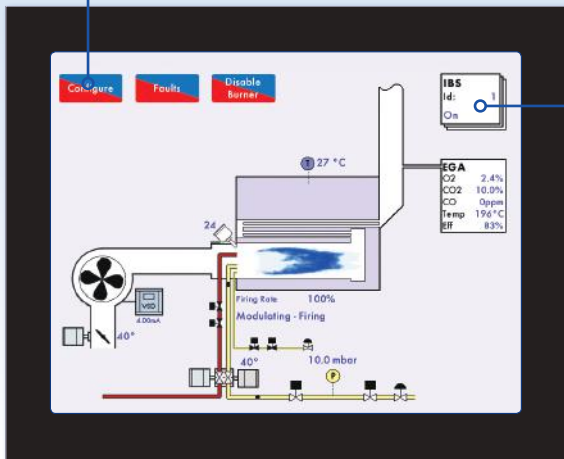 Configure
Faults
Disable
Burner
IBS
Id: 1
On
T 27 °C
EGA
O2 2.4%
CO2 10.0%
CO 0ppm
Temp 196°C
Eff 83%
24
VSD
4.00mA
Firing Rate 100%
Modulating - Firing
40°
40°
10.0 mbar
P